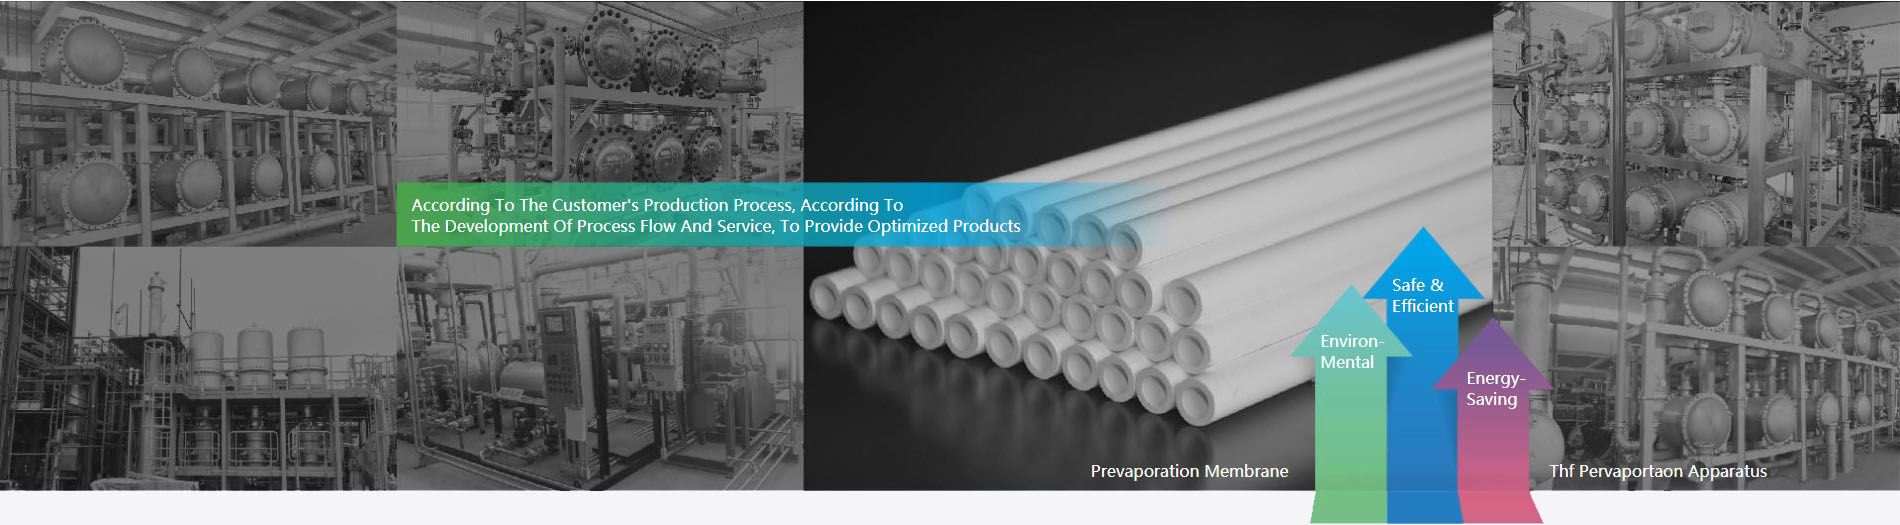 According To The Customer's Production Process, According To
The Development Of Process Flow And Service, To Provide Optimized Products
Safe &
Efficient
Environ-
Mental
Energy-
Saving
Prevaporation Membrane
Thf Pervaportaon Apparatus